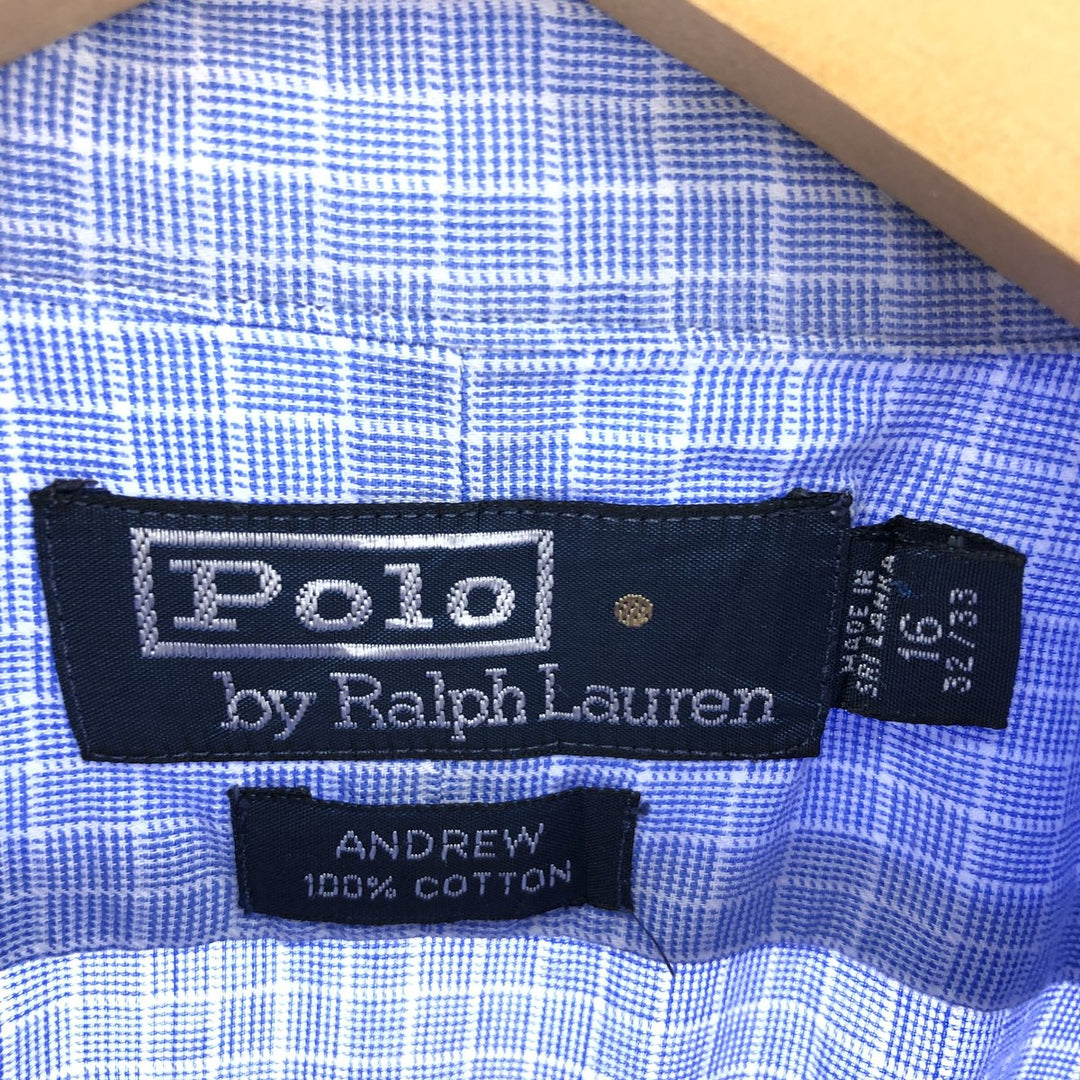 Polo
by Ralph Lauren
MADE IN
SRI LANKA
16
32/33
ANDREW
100% COTTON